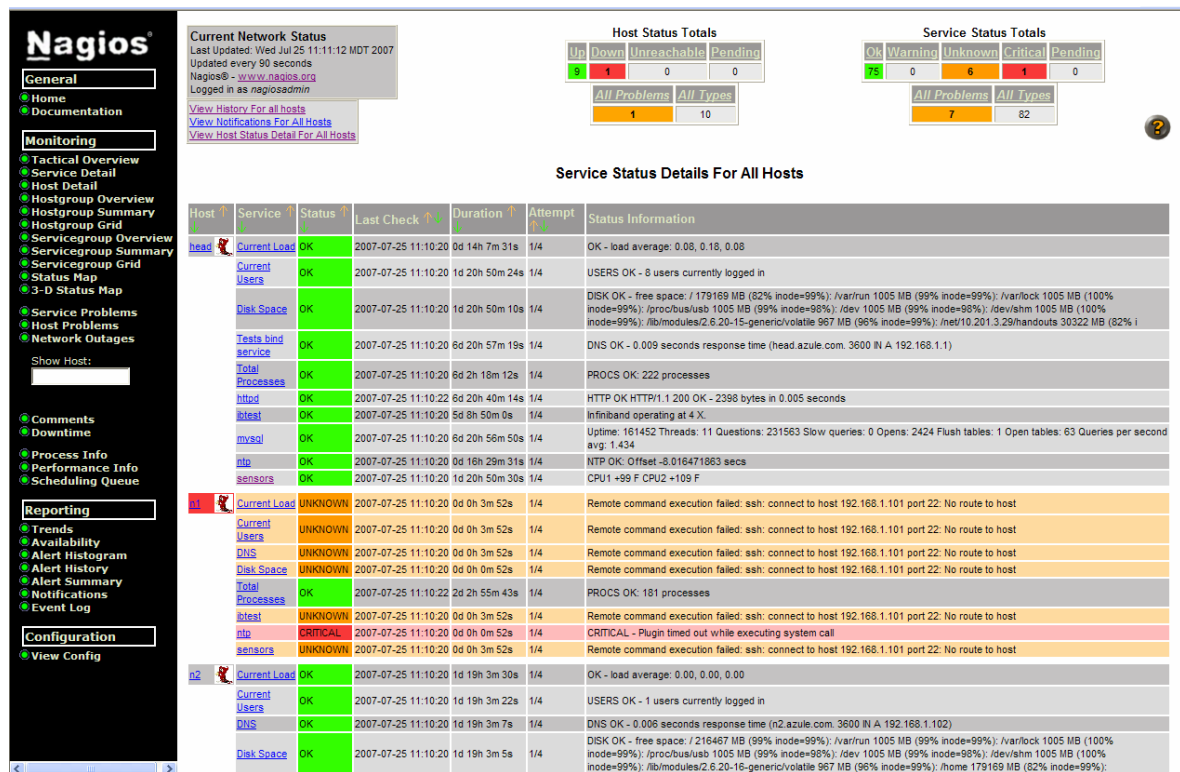 Nagios®
General
Home
Documentation
Monitoring
Tactical Overview
Service Detail
Host Detail
Hostgroup Overview
Hostgroup Summary
Hostgroup Grid
Servicegroup Overview
Servicegroup Summary
Servicegroup Grid
Status Map
3-D Status Map
Service Problems
Host Problems
Network Outages
Show Host:
Comments
Downtime
Process Info
Performance Info
Scheduling Queue
Reporting
Trends
Availability
Alert Histogram
Alert History
Alert Summary
Notifications
Event Log
Configuration
View Config
Current Network Status
Last Updated: Wed Jul 25 11:11:12 MDT 2007
Updated every 90 seconds
Nagios® - www.nagios.org
Logged in as nagiosadmin
View History For all hosts
View Notifications For All Hosts
View Host Status Detail For All Hosts
Host Status Totals
Up Down Unreachable Pending
9 1 0 0
All Problems All Types
1 10
Service Status Totals
Ok Warning Unknown Critical Pending
75 0 6 1 0
All Problems All Types
7 82
?
Service Status Details For All Hosts
Host Service Status Last Check Duration Attempt Status Information
head Current Load OK 2007-07-25 11:10:20 0d 14h 7m 31s 1/4 OK - load average: 0.08, 0.18, 0.08
Current Users OK 2007-07-25 11:10:20 1d 20h 50m 24s 1/4 USERS OK - 8 users currently logged in
Disk Space OK 2007-07-25 11:10:20 1d 20h 50m 10s 1/4 DISK OK - free space: / 179169 MB (82% inode=99%): /var/run 1005 MB (99% inode=99%): /var/lock 1005 MB (100%
inode=99%): /proc/bus/usb 1005 MB (99% inode=98%): /dev 1005 MB (99% inode=98%): /dev/shm 1005 MB (100%
inode=99%): /lib/modules/2.6.20-15-generic/volatile 967 MB (96% inode=99%): /net/10.201.3.29/handouts 30322 MB (82% i
Tests bind service OK 2007-07-25 11:10:20 6d 20h 57m 19s 1/4 DNS OK - 0.009 seconds response time (head.azule.com. 3600 IN A 192.168.1.1)
Total Processes OK 2007-07-25 11:10:20 6d 2h 18m 12s 1/4 PROCS OK: 222 processes
httpd OK 2007-07-25 11:10:22 6d 20h 40m 14s 1/4 HTTP OK HTTP/1.1 200 OK - 2398 bytes in 0.005 seconds
ibtest OK 2007-07-25 11:10:20 5d 8h 50m 0s 1/4 Infiniband operating at 4 X.
mysql OK 2007-07-25 11:10:20 6d 20h 56m 50s 1/4 Uptime: 161452 Threads: 11 Questions: 231563 Slow queries: 0 Opens: 2424 Flush tables: 1 Open tables: 63 Queries per second
avg: 1.434
ntp OK 2007-07-25 11:10:20 0d 16h 29m 31s 1/4 NTP OK: Offset -8.016471863 secs
sensors OK 2007-07-25 11:10:20 1d 20h 50m 30s 1/4 CPU1 +99 F CPU2 +109 F
n1 Current Load UNKNOWN 2007-07-25 11:10:20 0d 0h 3m 52s 1/4 Remote command execution failed: ssh: connect to host 192.168.1.101 port 22: No route to host
Current Users UNKNOWN 2007-07-25 11:10:20 0d 0h 3m 52s 1/4 Remote command execution failed: ssh: connect to host 192.168.1.101 port 22: No route to host
DNS UNKNOWN 2007-07-25 11:10:20 0d 0h 3m 52s 1/4 Remote command execution failed: ssh: connect to host 192.168.1.101 port 22: No route to host
Disk Space UNKNOWN 2007-07-25 11:10:20 0d 0h 0m 52s 1/4 Remote command execution failed: ssh: connect to host 192.168.1.101 port 22: No route to host
Total Processes OK 2007-07-25 11:10:22 2d 2h 55m 43s 1/4 PROCS OK: 181 processes
ibtest UNKNOWN 2007-07-25 11:10:20 0d 0h 3m 52s 1/4 Remote command execution failed: ssh: connect to host 192.168.1.101 port 22: No route to host
ntp CRITICAL 2007-07-25 11:10:20 0d 0h 0m 52s 1/4 CRITICAL - Plugin timed out while executing system call
sensors UNKNOWN 2007-07-25 11:10:20 0d 0h 3m 52s 1/4 Remote command execution failed: ssh: connect to host 192.168.1.101 port 22: No route to host
n2 Current Load OK 2007-07-25 11:10:20 1d 19h 3m 30s 1/4 OK - load average: 0.00, 0.00, 0.00
Current Users OK 2007-07-25 11:10:20 1d 19h 3m 22s 1/4 USERS OK - 1 users currently logged in
DNS OK 2007-07-25 11:10:20 1d 19h 3m 7s 1/4 DNS OK - 0.006 seconds response time (n2.azule.com. 3600 IN A 192.168.1.102)
Disk Space OK 2007-07-25 11:10:20 1d 19h 3m 5s 1/4 DISK OK - free space: / 216467 MB (99% inode=99%): /var/run 1005 MB (99% inode=99%): /var/lock 1005 MB (100%
inode=99%): /proc/bus/usb 1005 MB (99% inode=98%): /dev 1005 MB (99% inode=98%): /dev/shm 1005 MB (100%
inode=99%): /lib/modules/2.6.20-16-generic/volatile 967 MB (96% inode=99%): /home 179169 MB (82% inode=99%):